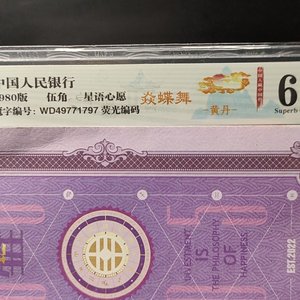 中国人民银行
1980版 伍角 星语心愿
冠字编号: WD49771797 荧光编码
焱蝶舞
黄丹
6
Superb
INVESTMENT
IS
THE PHILOSOPHY
OF
HAPPINESS
EST.2022